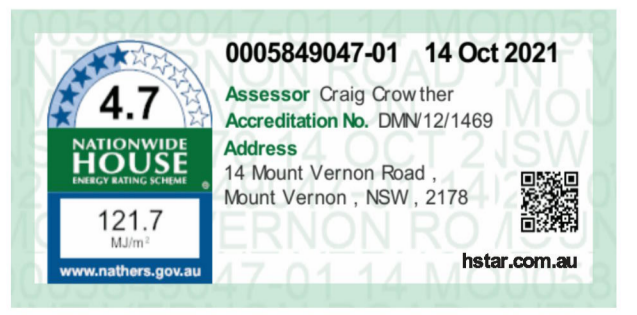 0005849047-01 14 Oct 2021
4.7
NATIONWIDE
HOUSE
ENERGY RATING SCHEME
®
121.7
MJ/m²
www.nathers.gov.au
Assessor Craig Crowther
Accreditation No. DMN/12/1469
Address
14 Mount Vernon Road ,
Mount Vernon , NSW , 2178
hstar.com.au